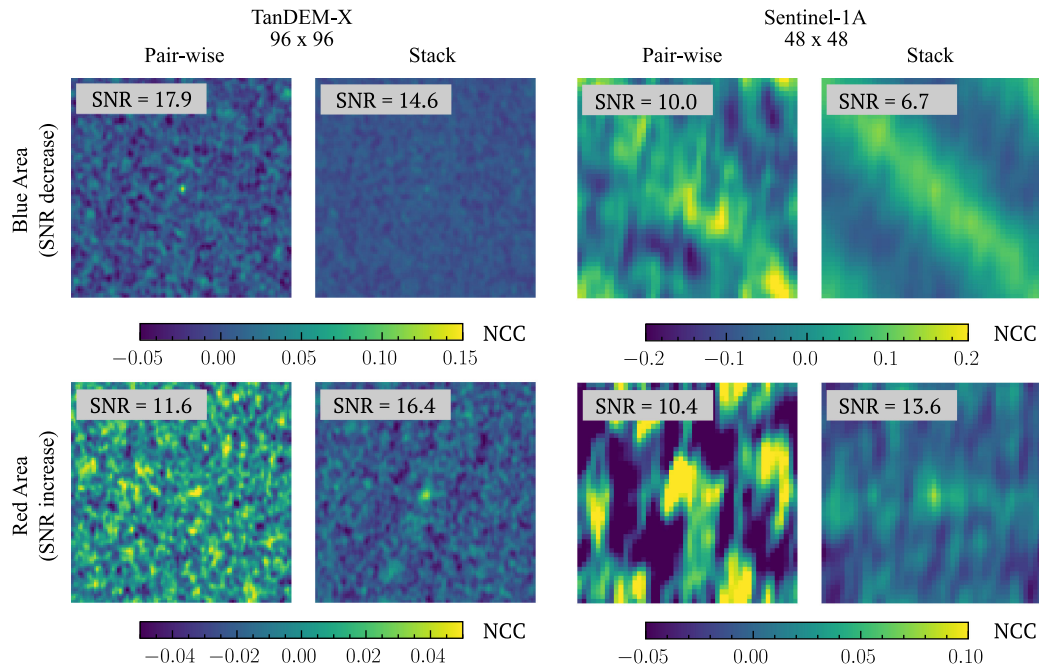 TanDEM-X
96 x 96
Sentinel-1A
48 x 48
Pair-wise
Stack
Pair-wise
Stack
Blue Area
(SNR decrease)
SNR = 17.9
SNR = 14.6
SNR = 10.0
SNR = 6.7
NCC
−0.05 0.00 0.05 0.10 0.15
NCC
−0.2 −0.1 0.0 0.1 0.2
Red Area
(SNR increase)
SNR = 11.6
SNR = 16.4
SNR = 10.4
SNR = 13.6
NCC
−0.04 −0.02 0.00 0.02 0.04
NCC
−0.05 0.00 0.05 0.10